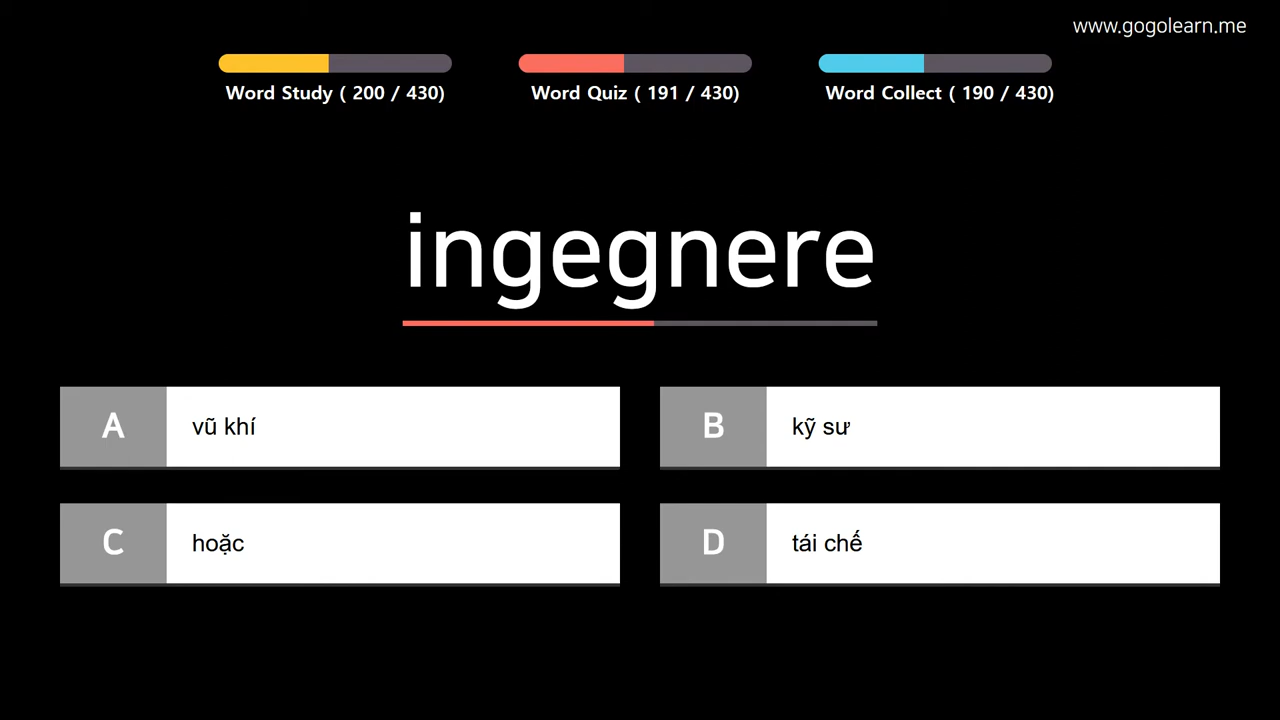 www.gogolearn.me
Word Study ( 200 / 430)
Word Quiz ( 191 / 430)
Word Collect ( 190 / 430)
ingegnere
A
vũ khí
B
kỹ sư
C
hoặc
D
tái chế